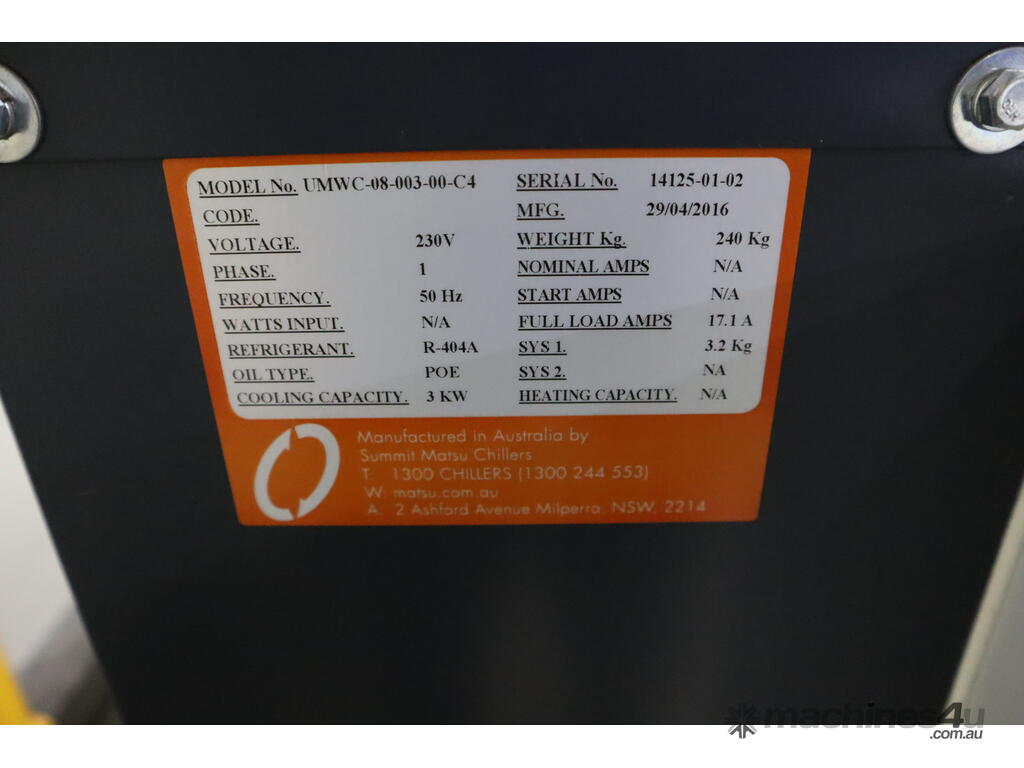 MODEL No. UMWC-08-003-00-C4 SERIAL No. 14125-01-02
CODE. MFG. 29/04/2016
VOLTAGE. 230V WEIGHT Kg. 240 Kg
PHASE. 1 NOMINAL AMPS N/A
FREQUENCY. 50 Hz START AMPS N/A
WATTS INPUT. N/A FULL LOAD AMPS 17.1 A
REFRIGERANT. R-404A SYS 1. 3.2 Kg
OIL TYPE. POE SYS 2. NA
COOLING CAPACITY. 3 KW HEATING CAPACITY. N/A
Manufactured in Australia by
Summit Matsu Chillers
T: 1300 CHILLERS (1300 244 553)
W: matsu.com.au
A: 2 Ashford Avenue Milperra, NSW, 2214
machines4u
.com.au